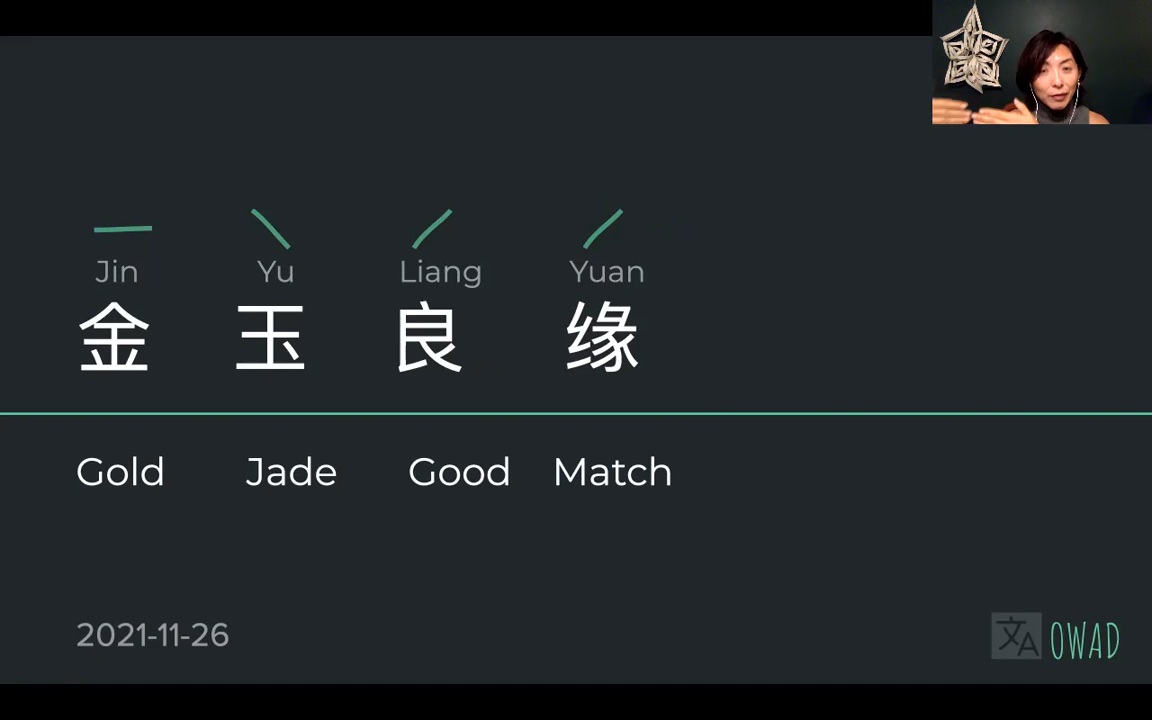 Jin Yu Liang Yuan
金 玉 良 缘
Gold Jade Good Match
2021-11-26
文A OWAD